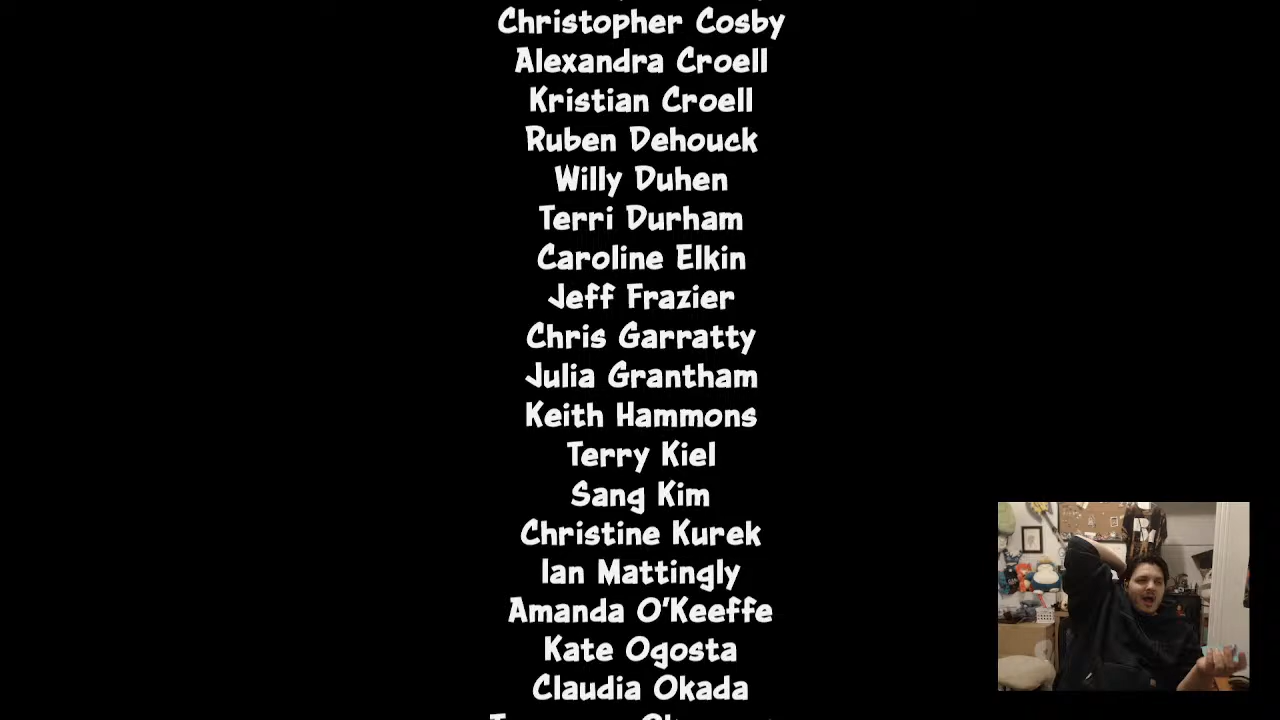 Christopher Cosby
Alexandra Croell
Kristian Croell
Ruben Dehouck
Willy Duhen
Terri Durham
Caroline Elkin
Jeff Frazier
Chris Garratty
Julia Grantham
Keith Hammons
Terry Kiel
Sang Kim
Christine Kurek
Ian Mattingly
Amanda O'Keeffe
Kate Ogosta
Claudia Okada